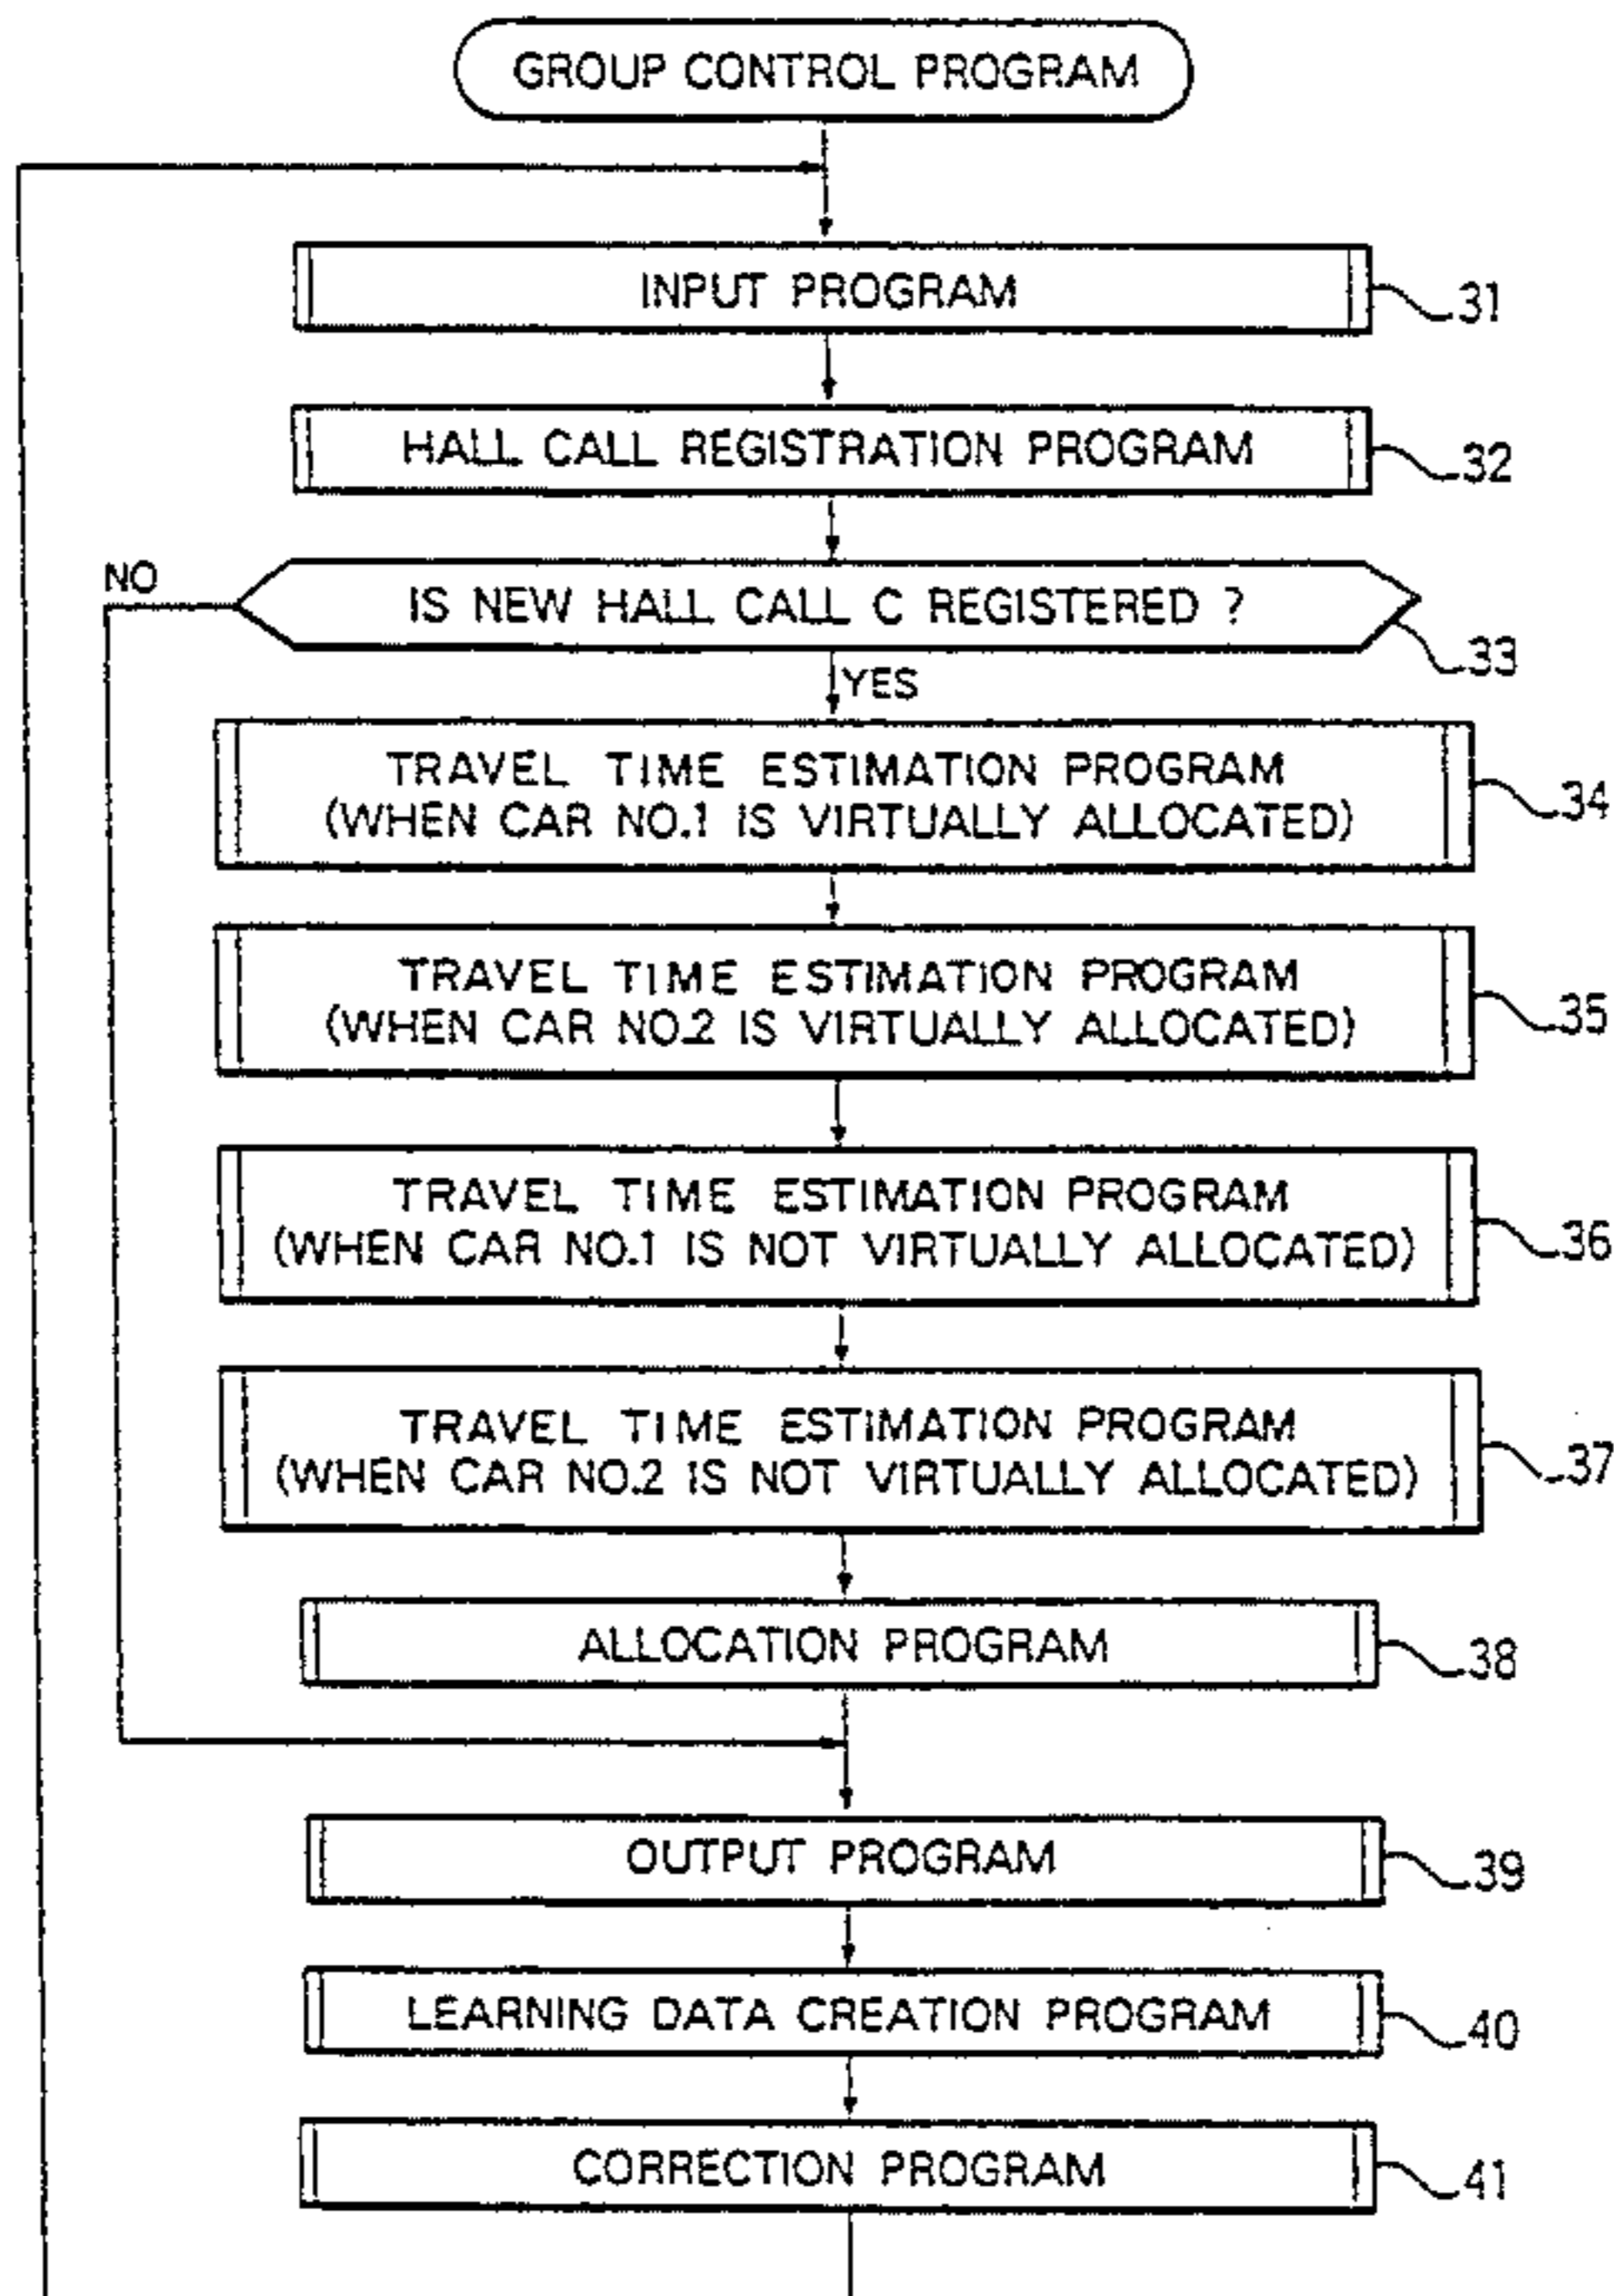 GROUP CONTROL PROGRAM
INPUT PROGRAM
31
HALL CALL REGISTRATION PROGRAM
32
NO
IS NEW HALL CALL C REGISTERED ?
33
YES
TRAVEL TIME ESTIMATION PROGRAM
(WHEN CAR NO.1 IS VIRTUALLY ALLOCATED)
34
TRAVEL TIME ESTIMATION PROGRAM
(WHEN CAR NO.2 IS VIRTUALLY ALLOCATED)
35
TRAVEL TIME ESTIMATION PROGRAM
(WHEN CAR NO.1 IS NOT VIRTUALLY ALLOCATED)
36
TRAVEL TIME ESTIMATION PROGRAM
(WHEN CAR NO.2 IS NOT VIRTUALLY ALLOCATED)
37
ALLOCATION PROGRAM
38
OUTPUT PROGRAM
39
LEARNING DATA CREATION PROGRAM
40
CORRECTION PROGRAM
41